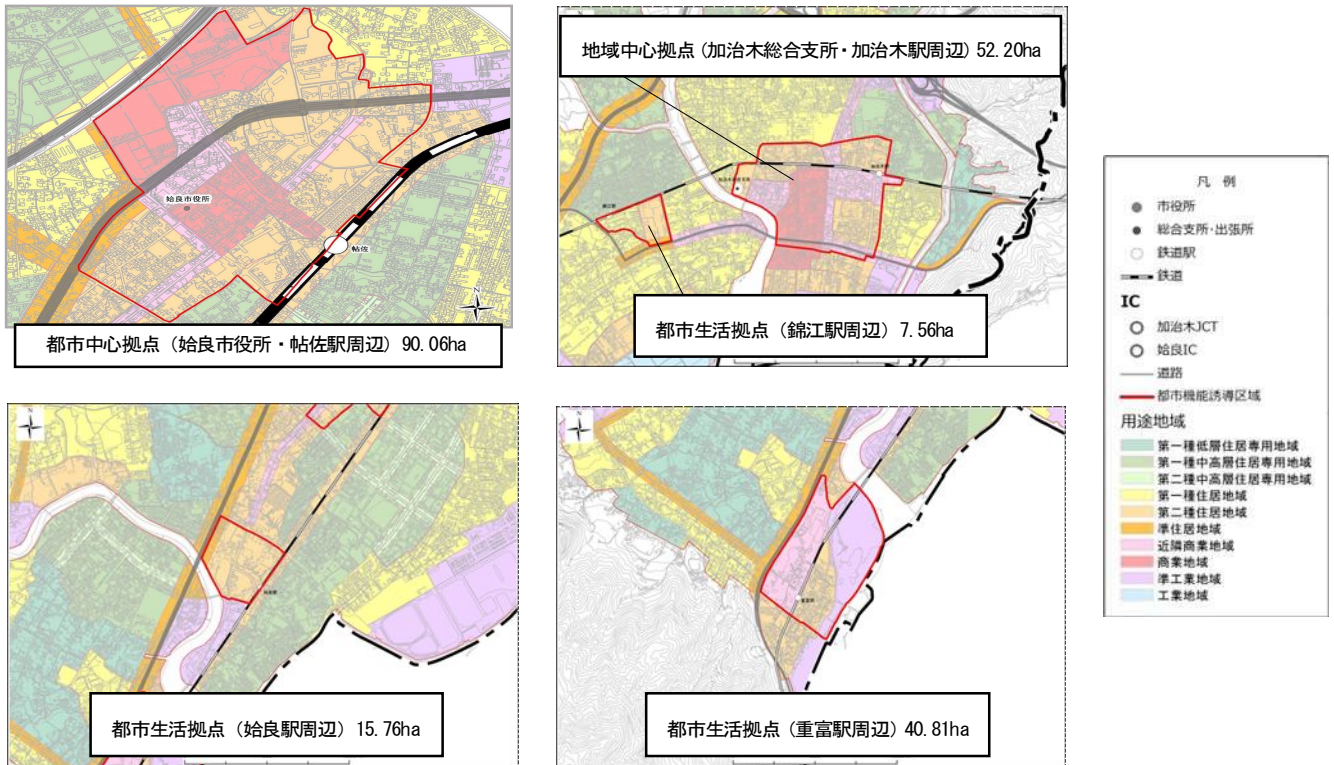 始良市役所
帖佐
N
都市中心拠点（姶良市役所・帖佐駅周辺）90.06ha
地域中心拠点（加治木総合支所・加治木駅周辺）52.20ha
都市生活拠点（錦江駅周辺）7.56ha
N
都市生活拠点（姶良駅周辺）15.76ha
N
都市生活拠点（重富駅周辺）40.81ha
凡 例
市役所
総合支所・出張所
鉄道駅
鉄道
IC
加治木JCT
姶良IC
道路
都市機能誘導区域
用途地域
第一種低層住居専用地域
第一種中高層住居専用地域
第二種中高層住居専用地域
第一種住居地域
第二種住居地域
準住居地域
近隣商業地域
商業地域
準工業地域
工業地域